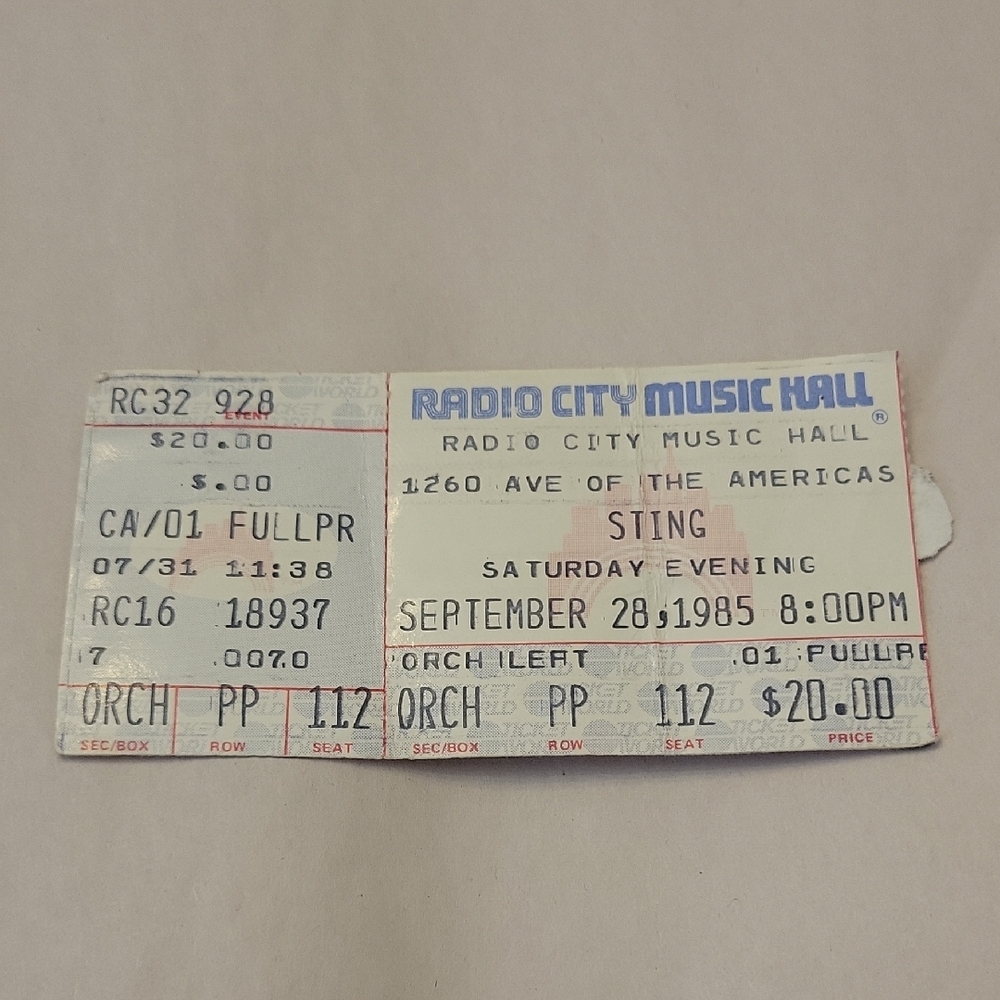 RC32 928
EVENT
$20.00
$.00
CA/01 FULLPR
07/31 11:38
RC16 18937
7 .0070
ORCH PP 112
SEC/BOX ROW SEAT
RADIO CITY MUSIC HALL ®
RADIO CITY MUSIC HALL
1260 AVE OF THE AMERICAS
STING
SATURDAY EVENING
SEPTEMBER 28,1985 8:00PM
ORCH LEFT .01
ORCH PP 112 $20.00
SEC/BOX ROW SEAT PRICE